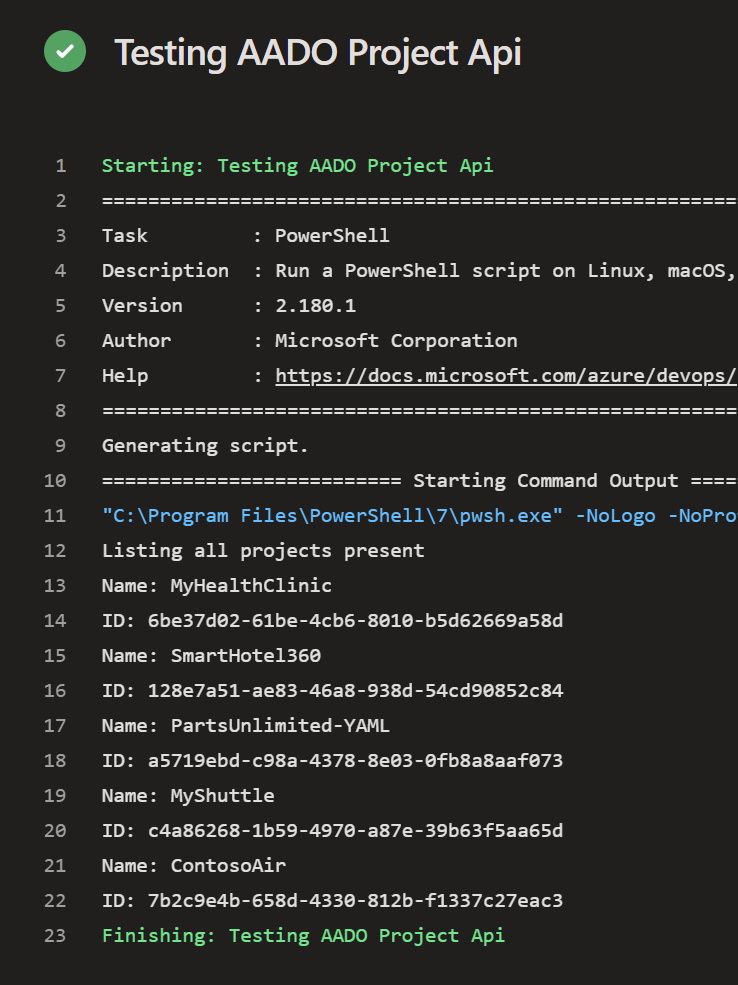 Testing AADO Project Api
1 Starting: Testing AADO Project Api
2 =======================================================
3 Task         : PowerShell
4 Description  : Run a PowerShell script on Linux, macOS,
5 Version      : 2.180.1
6 Author       : Microsoft Corporation
7 Help         : https://docs.microsoft.com/azure/devops/
8 =======================================================
9 Generating script.
10 ========================== Starting Command Output ====
11 "C:\Program Files\PowerShell\7\pwsh.exe" -NoLogo -NoPro
12 Listing all projects present
13 Name: MyHealthClinic
14 ID: 6be37d02-61be-4cb6-8010-b5d62669a58d
15 Name: SmartHotel360
16 ID: 128e7a51-ae83-46a8-938d-54cd90852c84
17 Name: PartsUnlimited-YAML
18 ID: a5719ebd-c98a-4378-8e03-0fb8a8aaf073
19 Name: MyShuttle
20 ID: c4a86268-1b59-4970-a87e-39b63f5aa65d
21 Name: ContosoAir
22 ID: 7b2c9e4b-658d-4330-812b-f1337c27eac3
23 Finishing: Testing AADO Project Api